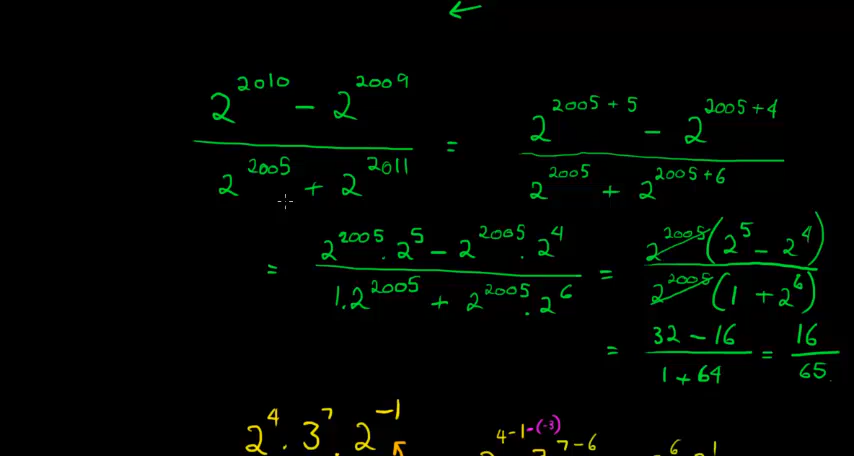 ←
(2^2010 − 2^2009) / (2^2005 + 2^2011) = (2^(2005 + 5) − 2^(2005 + 4)) / (2^2005 + 2^(2005 + 6))
= (2^2005 . 2^5 − 2^2005 . 2^4) / (1.2^2005 + 2^2005 . 2^6) = 2^2005 (2^5 − 2^4) / 2^2005 (1 + 2^6)
= (32 − 16) / (1 + 64) = 16 / 65
2^4 . 3^7 . 2^−1 4 −1 −(−3) 7 − 6